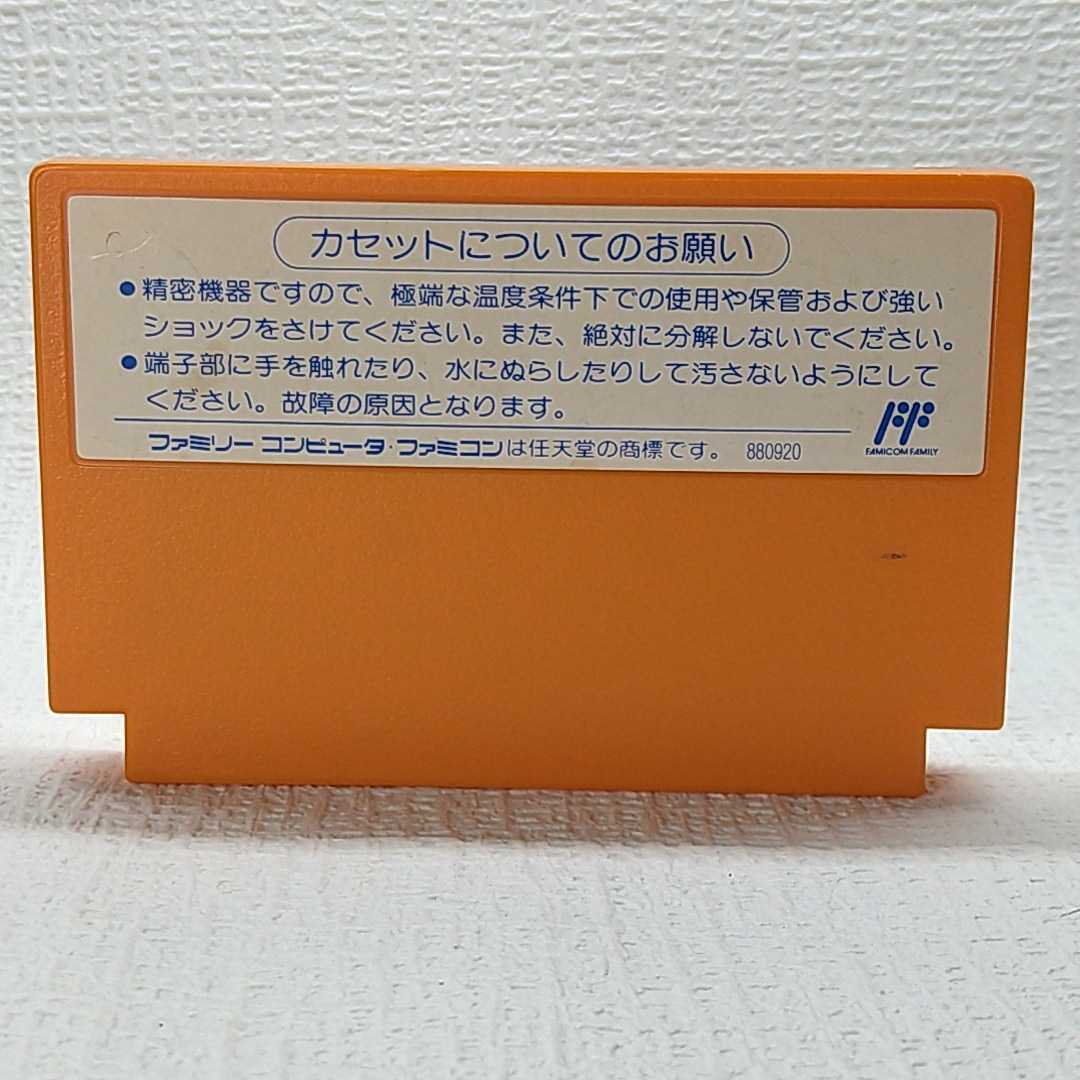 カセットについてのお願い
●精密機器ですので、極端な温度条件下での使用や保管および強い
ショックをさけてください。また、絶対に分解しないでください。
●端子部に手を触れたり、水にぬらしたりして汚さないようにして
ください。故障の原因となります。
ファミリーコンピュータ・ファミコンは任天堂の商標です。 880920
FAMICOM FAMILY